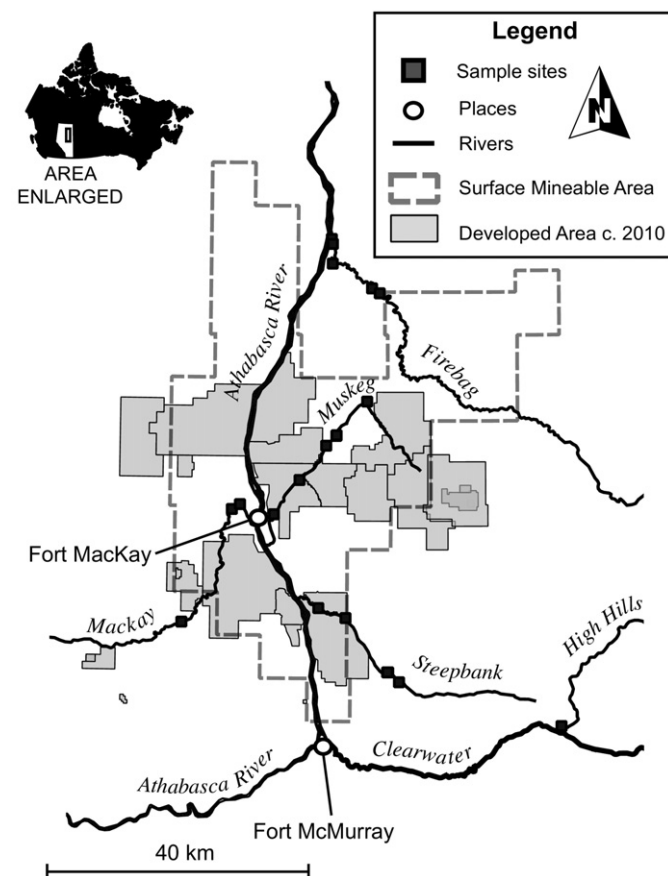 Legend
Sample sites
Places
Rivers
Surface Mineable Area
Developed Area c. 2010
N
AREA
ENLARGED
Athabasca River
Firebag
Muskeg
Fort MacKay
Mackay
High Hills
Steepbank
Clearwater
Athabasca River
Fort McMurray
40 km